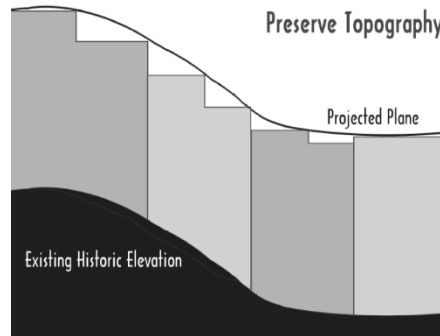 Preserve Topography
Projected Plane
Existing Historic Elevation